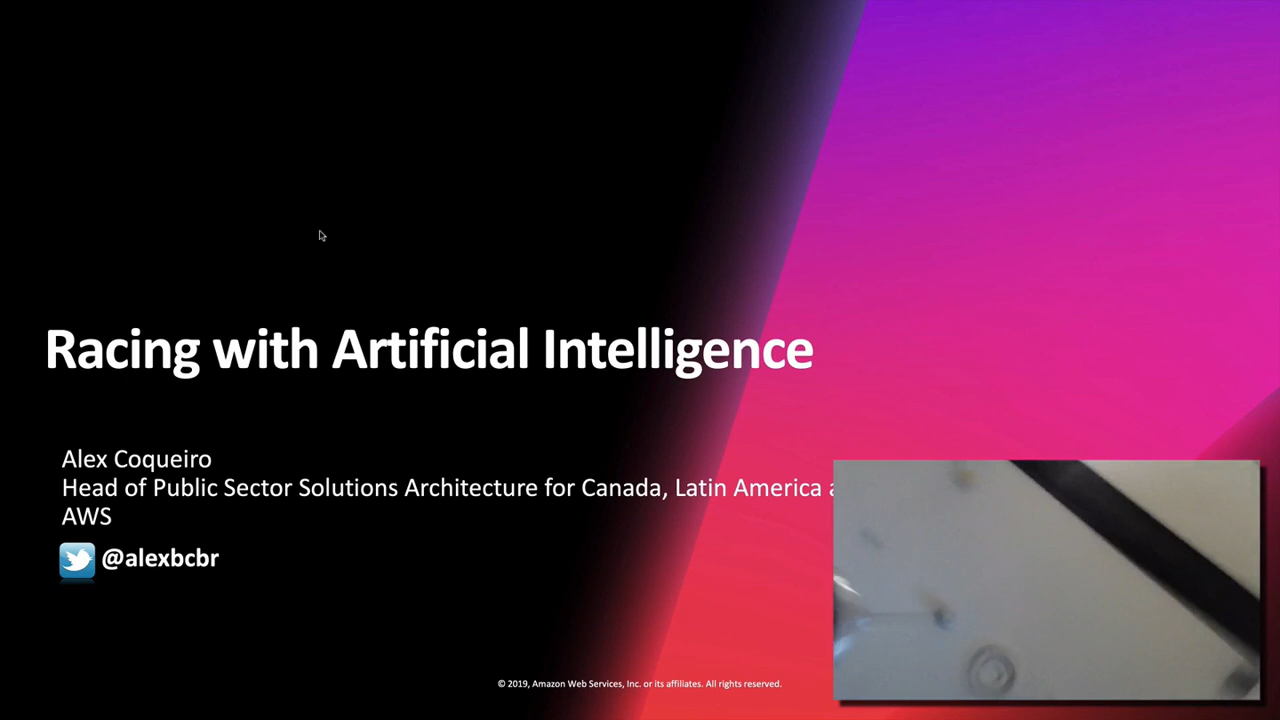 Racing with Artificial Intelligence
Alex Coqueiro
Head of Public Sector Solutions Architecture for Canada, Latin America
AWS
@alexbcbr
© 2019, Amazon Web Services, Inc. or its affiliates. All rights reserved.